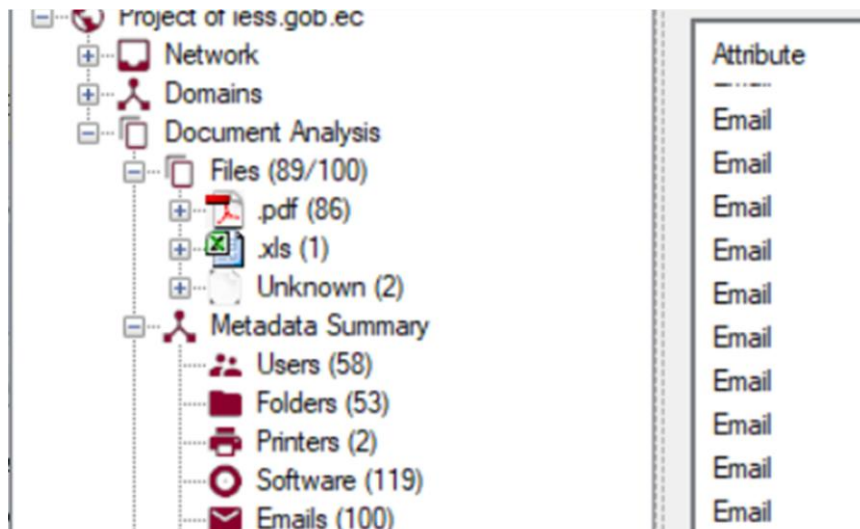 Project of iess.gob.ec
Network
Domains
Document Analysis
Files (89/100)
.pdf (86)
.xls (1)
Unknown (2)
Metadata Summary
Users (58)
Folders (53)
Printers (2)
Software (119)
Emails (100)
Attribute
Email
Email
Email
Email
Email
Email
Email
Email
Email
Email